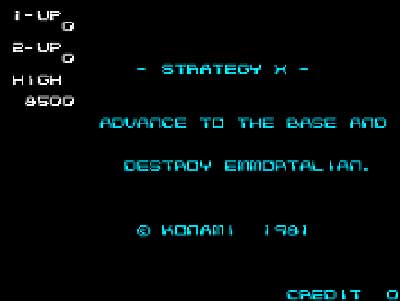 1-UP
0
2-UP
0
HIGH
8500
- STRATEGY X -
ADVANCE TO THE BASE AND
DESTROY EMMORTALIAN.
© KONAMI 1981
CREDIT 0